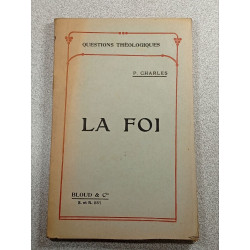 QUESTIONS THÉOLOGIQUES
P. CHARLES
LA FOI
BLOUD & Cie